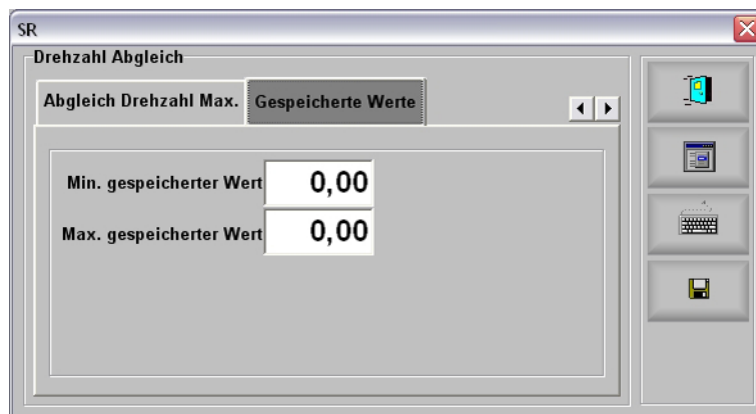 SR
Drehzahl Abgleich
Abgleich Drehzahl Max. Gespeicherte Werte
Min. gespeicherter Wert 0,00
Max. gespeicherter Wert 0,00